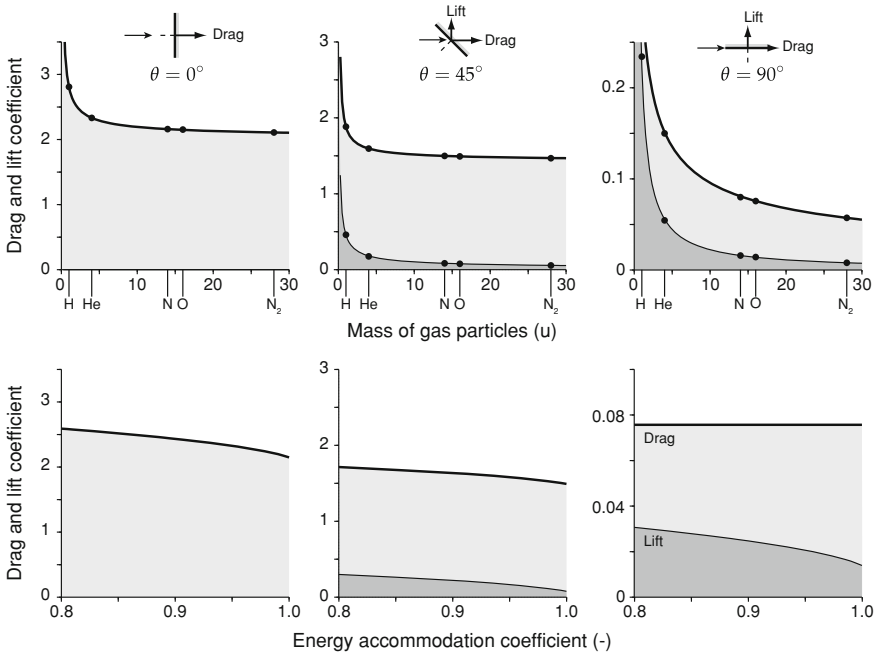 Drag and lift coefficient
3
2
1
0
Drag
θ = 0°
0 10 20 30
H He N O N₂
3
2
1
0
Lift
Drag
θ = 45°
0 10 20 30
H He N O N₂
0.2
0.1
0
Lift
Drag
θ = 90°
0 10 20 30
H He N O N₂
Mass of gas particles (u)
Drag and lift coefficient
3
2
1
0
0.8 0.9 1.0
3
2
1
0
0.8 0.9 1.0
0.08
0.04
0
Drag
Lift
0.8 0.9 1.0
Energy accommodation coefficient (-)